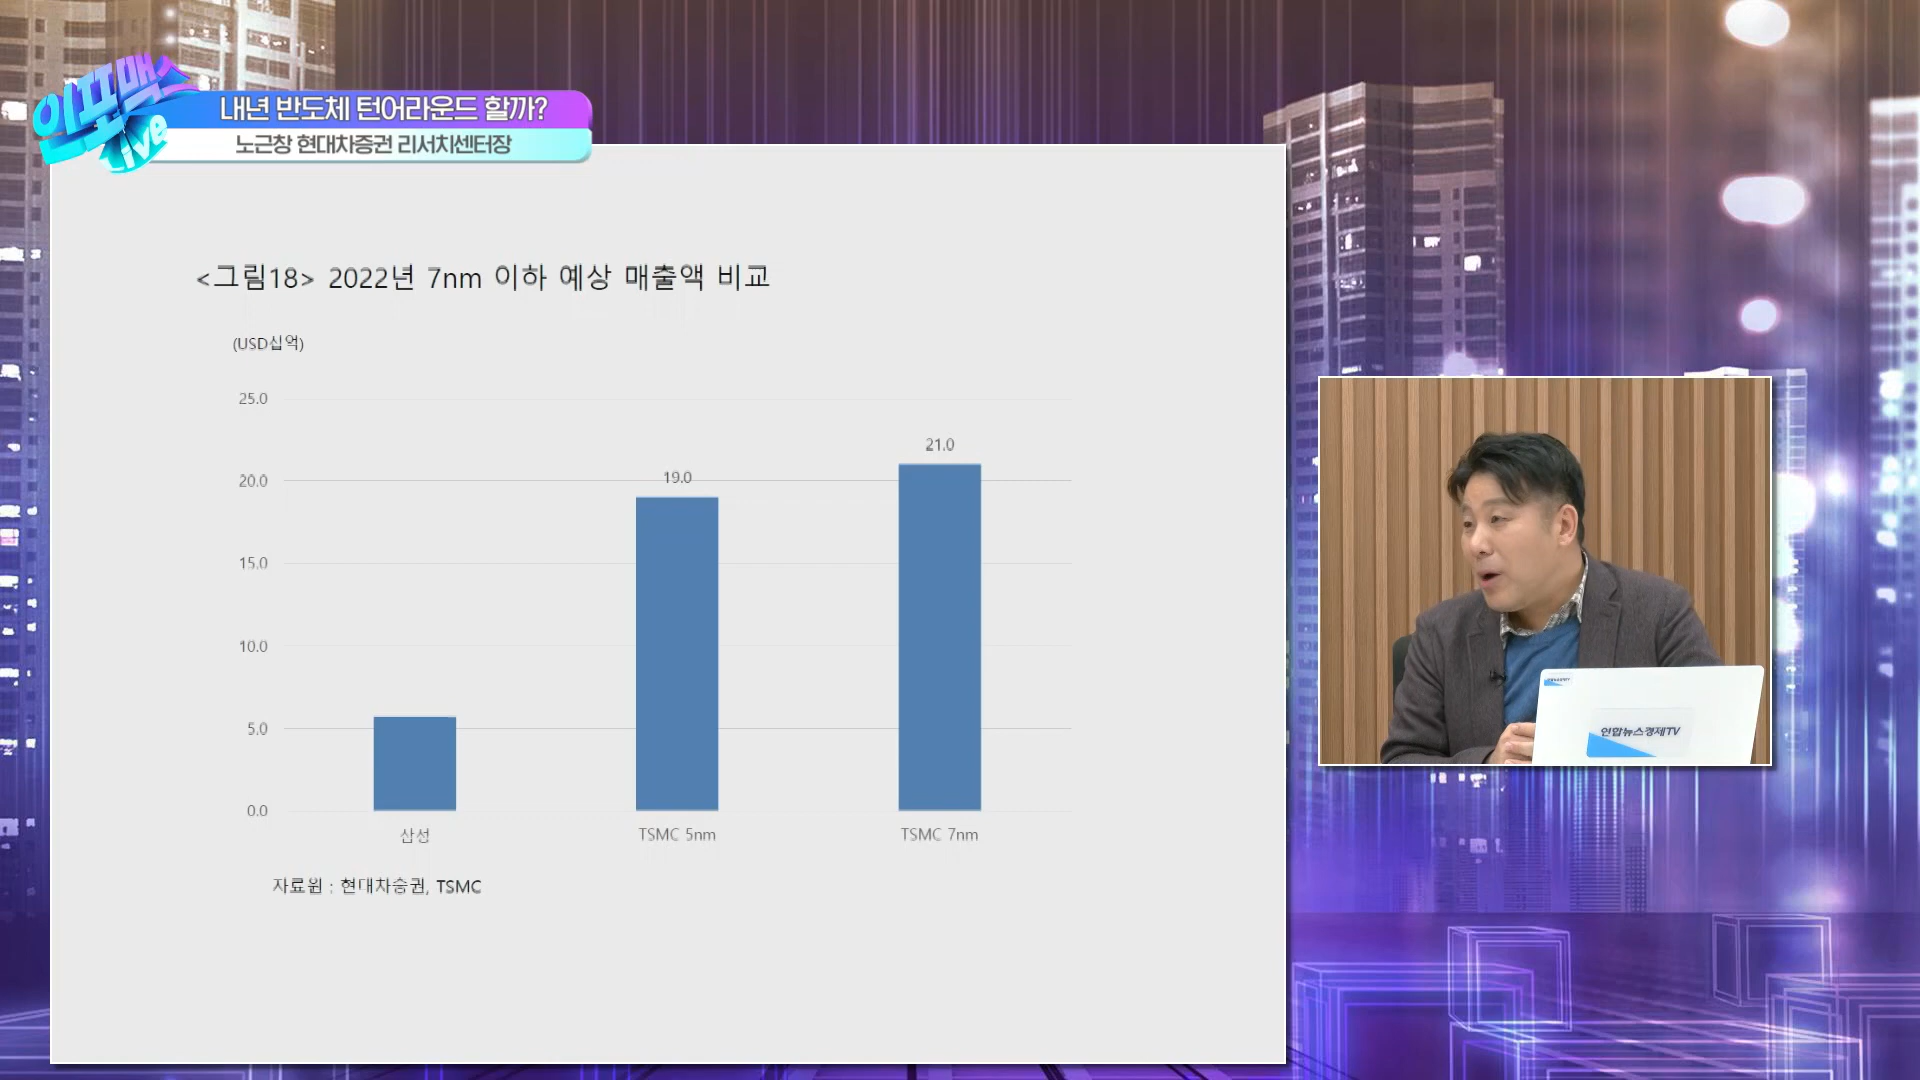 인포맥스
Live
내년 반도체 턴어라운드 할까?
노근창 현대차증권 리서치센터장
<그림18> 2022년 7nm 이하 예상 매출액 비교
(USD십억)
25.0
20.0
15.0
10.0
5.0
0.0
19.0
21.0
삼성
TSMC 5nm
TSMC 7nm
자료원 : 현대차증권, TSMC
연합뉴스경제TV